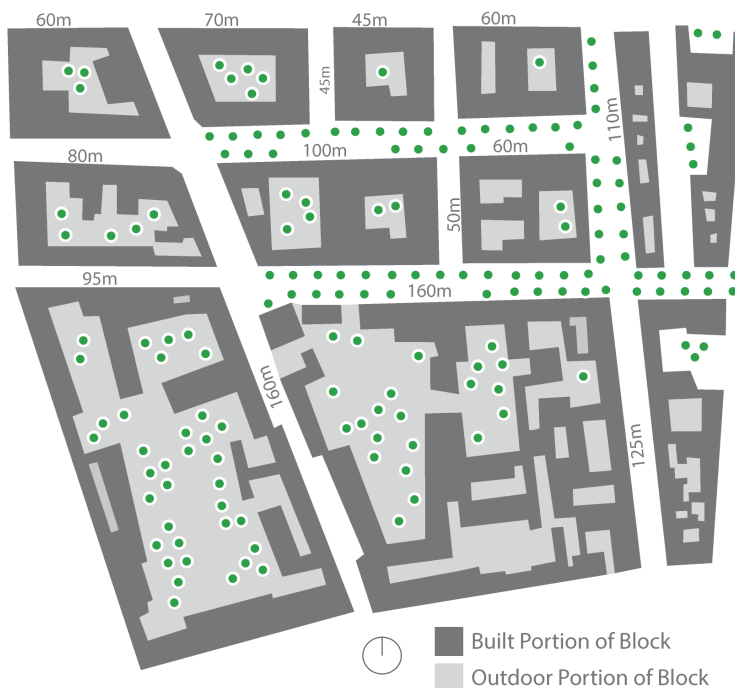 60m
70m
45m
60m
45m
110m
80m
100m
60m
50m
95m
160m
160m
125m
Built Portion of Block
Outdoor Portion of Block